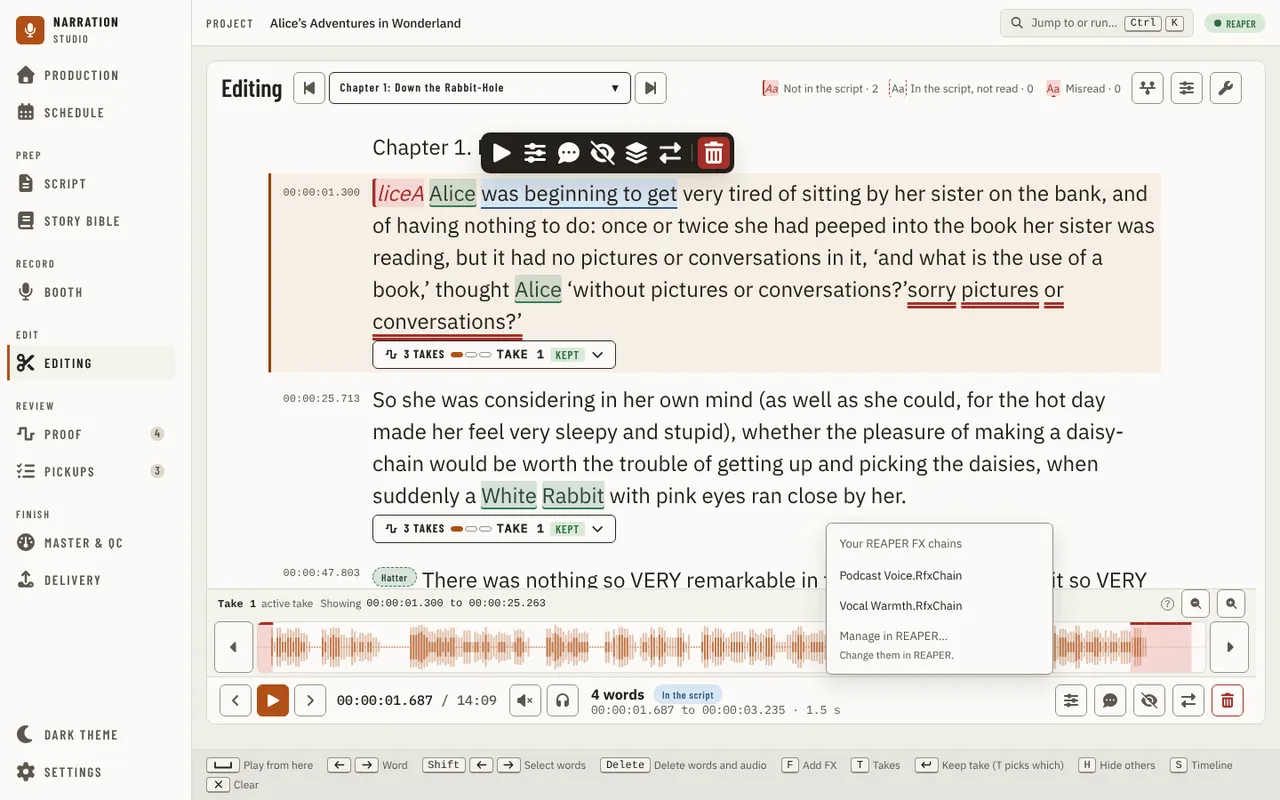 NARRATION
STUDIO
PRODUCTION
SCHEDULE
PREP
SCRIPT
STORY BIBLE
RECORD
BOOTH
EDIT
EDITING
REVIEW
PROOF 4
PICKUPS 3
FINISH
MASTER & QC
DELIVERY
DARK THEME
SETTINGS
PROJECT Alice's Adventures in Wonderland
Jump to or run... Ctrl K
REAPER
Editing
Chapter 1: Down the Rabbit-Hole
Aa Not in the script · 2 Aa In the script, not read · 0 Aa Misread · 0
Chapter 1.
00:00:01.300 liceA Alice was beginning to get very tired of sitting by her sister on the bank, and
of having nothing to do: once or twice she had peeped into the book her sister was
reading, but it had no pictures or conversations in it, ‘and what is the use of a
book,’ thought Alice ‘without pictures or conversations?’sorry pictures or
conversations?’
3 TAKES TAKE 1 KEPT
00:00:25.713 So she was considering in her own mind (as well as she could, for the hot day
made her feel very sleepy and stupid), whether the pleasure of making a daisy-
chain would be worth the trouble of getting up and picking the daisies, when
suddenly a White Rabbit with pink eyes ran close by her.
3 TAKES TAKE 1 KEPT
00:00:47.803 Hatter There was nothing so VERY remarkable in it so VERY
Your REAPER FX chains
Podcast Voice.RfxChain
Vocal Warmth.RfxChain
Manage in REAPER...
Change them in REAPER.
Take 1 active take Showing 00:00:01.300 to 00:00:25.263
?
00:00:01.687 / 14:09
4 words In the script
00:00:01.687 to 00:00:03.235 · 1.5 s
Play from here ← → Word Shift ← → Select words Delete Delete words and audio F Add FX T Takes Keep take (T picks which) H Hide others S Timeline
Clear